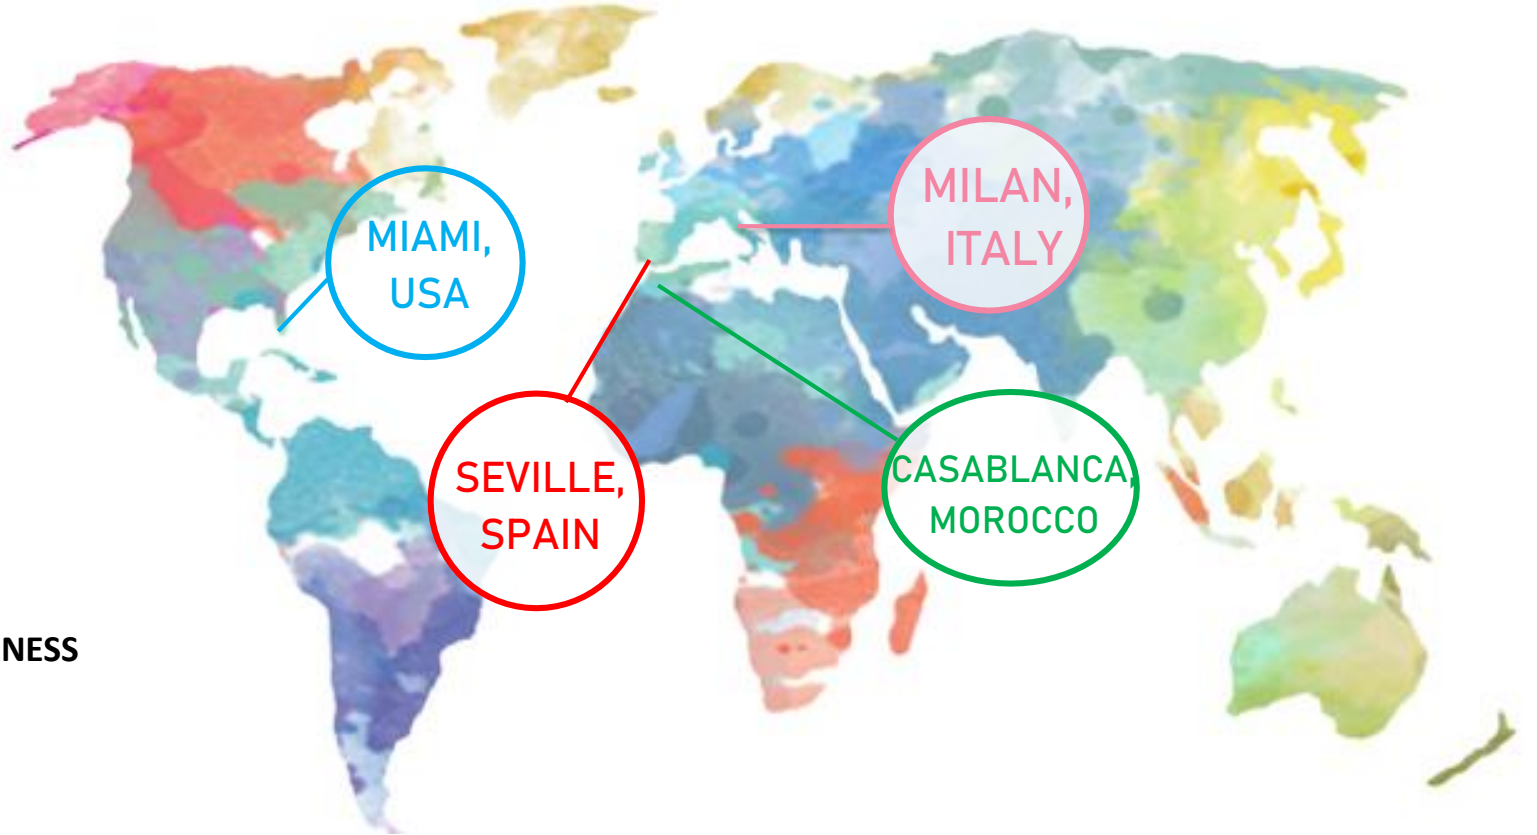 MIAMI,
USA
MILAN,
ITALY
SEVILLE,
SPAIN
CASABLANCA,
MOROCCO
NESS